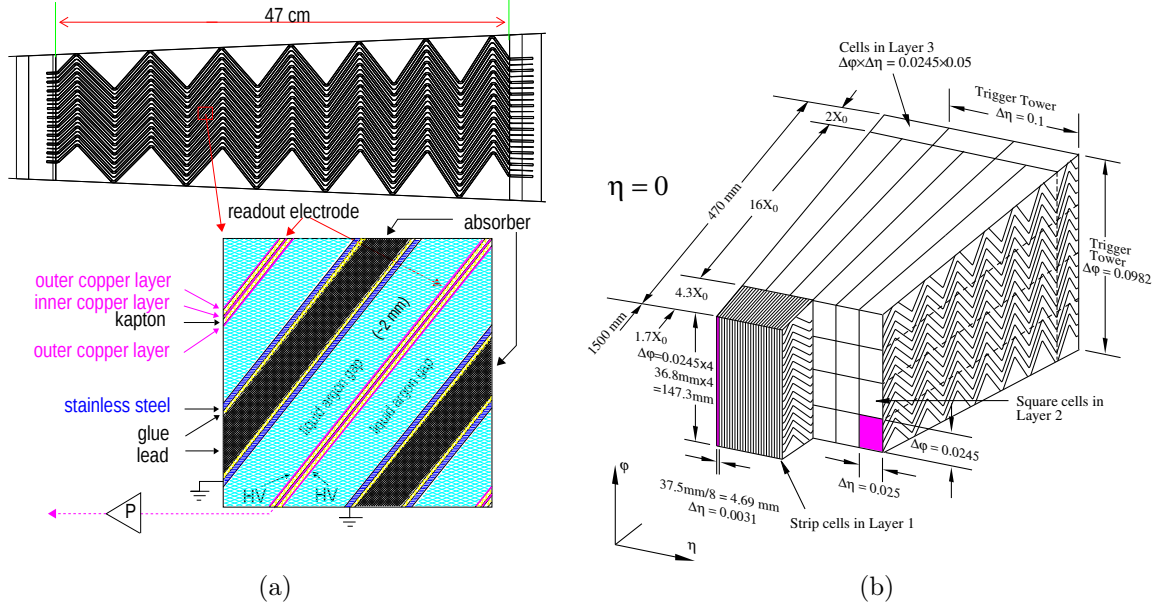 47 cm
readout electrode
absorber
outer copper layer
inner copper layer
kapton
outer copper layer
stainless steel
glue
lead
(~2 mm)
liquid argon gap
liquid argon gap
HV
HV
P
(a)
Cells in Layer 3
Δφ×Δη = 0.0245×0.05
Trigger Tower
Δη = 0.1
2X₀
470 mm
16X₀
η = 0
Trigger
Tower
Δφ = 0.0982
4.3X₀
1500 mm
1.7X₀
Δφ=0.0245x4
36.8mmx4
=147.3mm
Square cells in
Layer 2
Δφ = 0.0245
Δη = 0.025
37.5mm/8 = 4.69 mm
Δη = 0.0031
Strip cells in Layer 1
φ
η
(b)